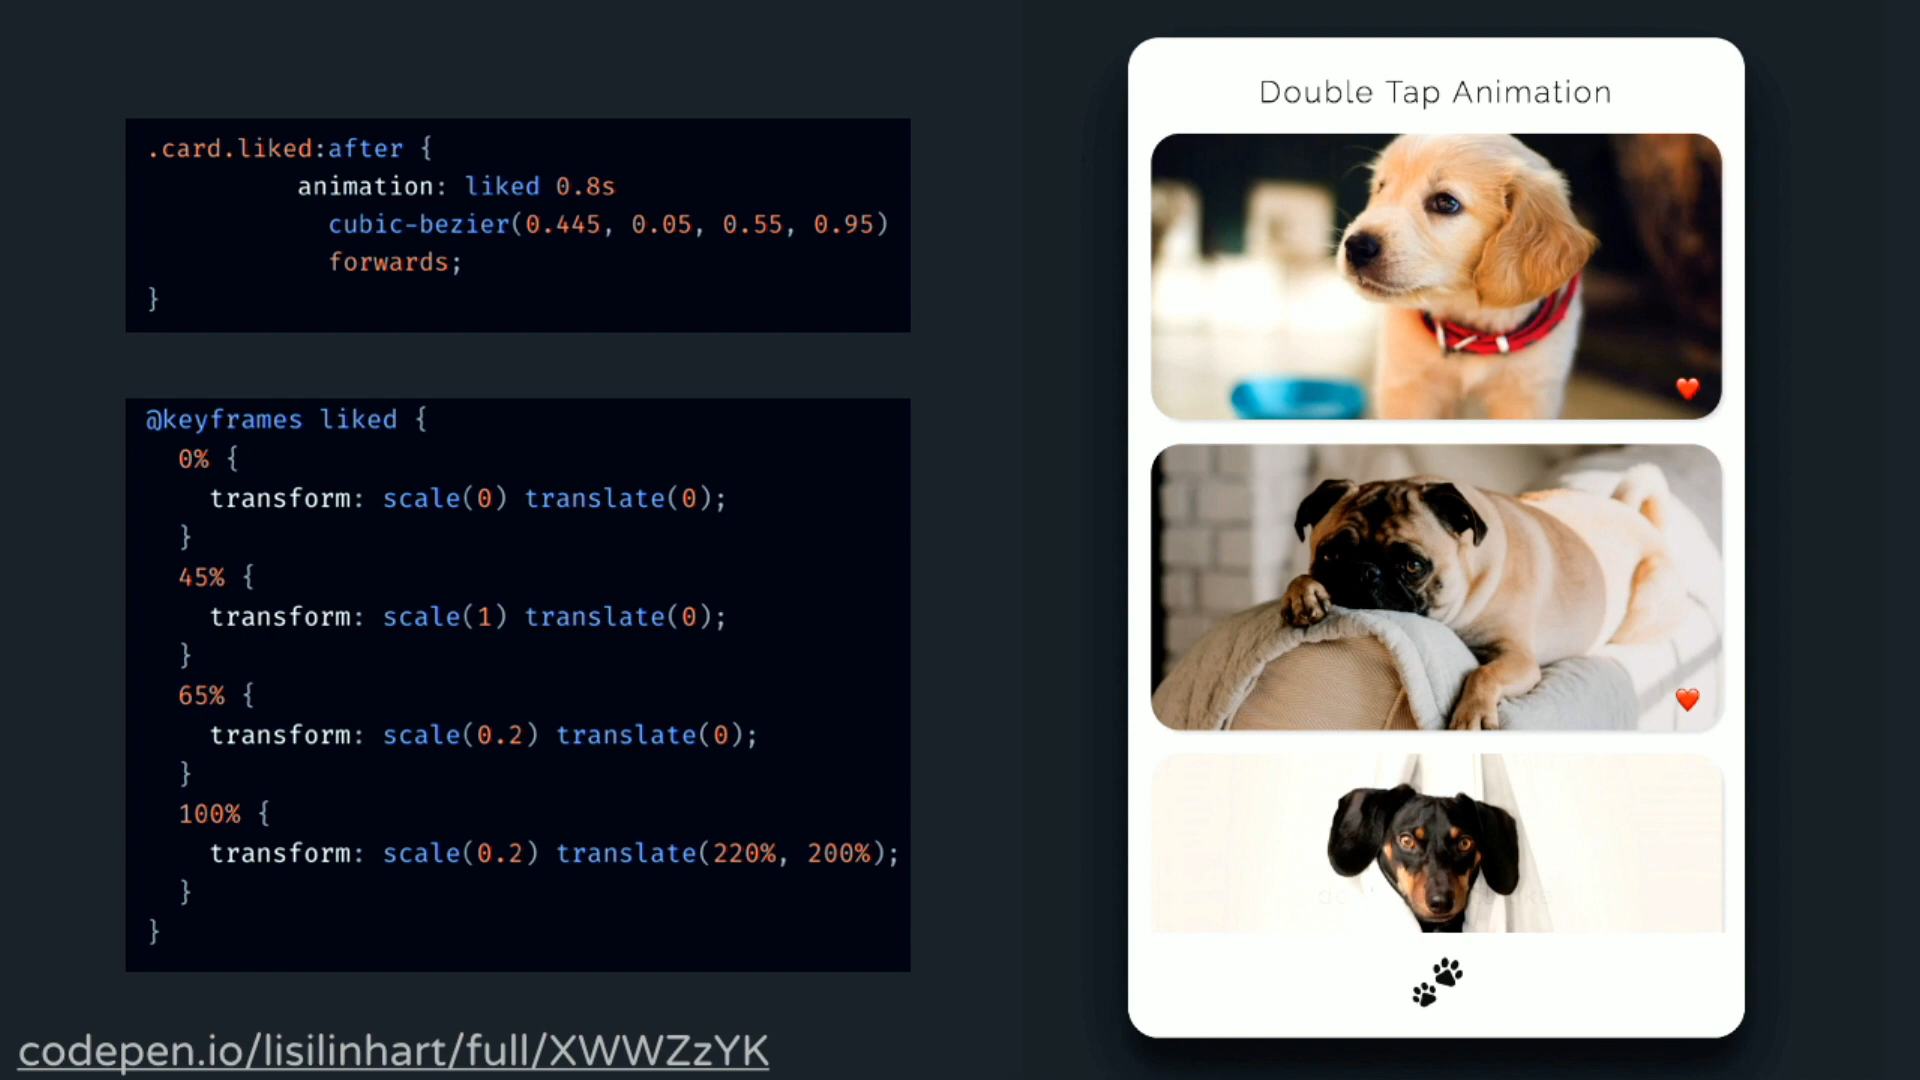 .card.liked:after {
animation: liked 0.8s
cubic-bezier(0.445, 0.05, 0.55, 0.95)
forwards;
}
@keyframes liked {
0% {
transform: scale(0) translate(0);
}
45% {
transform: scale(1) translate(0);
}
65% {
transform: scale(0.2) translate(0);
}
100% {
transform: scale(0.2) translate(220%, 200%);
}
}
codepen.io/lisilinhart/full/XWWZzYK
Double Tap Animation